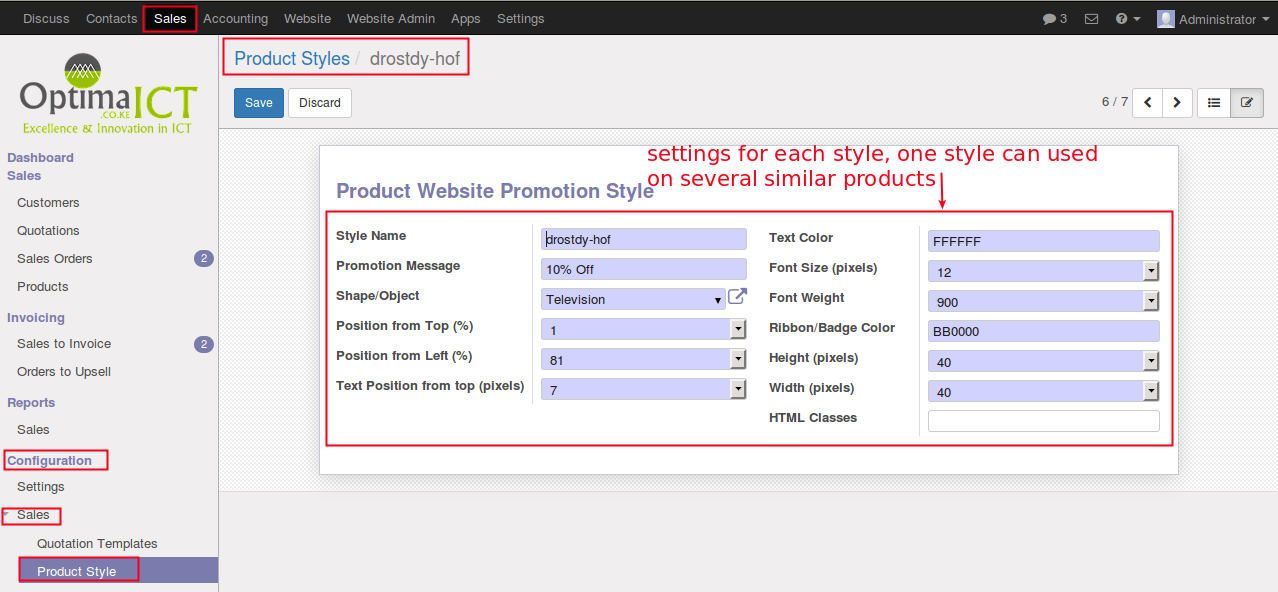 Discuss Contacts Sales Accounting Website Website Admin Apps Settings 3 Administrator
OptimaICT
.CO.KE
Excellence & Innovation in ICT
Dashboard
Sales
Customers
Quotations
Sales Orders 2
Products
Invoicing
Sales to Invoice 2
Orders to Upsell
Reports
Sales
Configuration
Settings
Sales
Quotation Templates
Product Style
Product Styles / drostdy-hof
Save Discard 6 / 7
settings for each style, one style can used
on several similar products
Product Website Promotion Style
Style Name drostdy-hof
Promotion Message 10% Off
Shape/Object Television
Position from Top (%) 1
Position from Left (%) 81
Text Position from top (pixels) 7
Text Color FFFFFF
Font Size (pixels) 12
Font Weight 900
Ribbon/Badge Color BB0000
Height (pixels) 40
Width (pixels) 40
HTML Classes